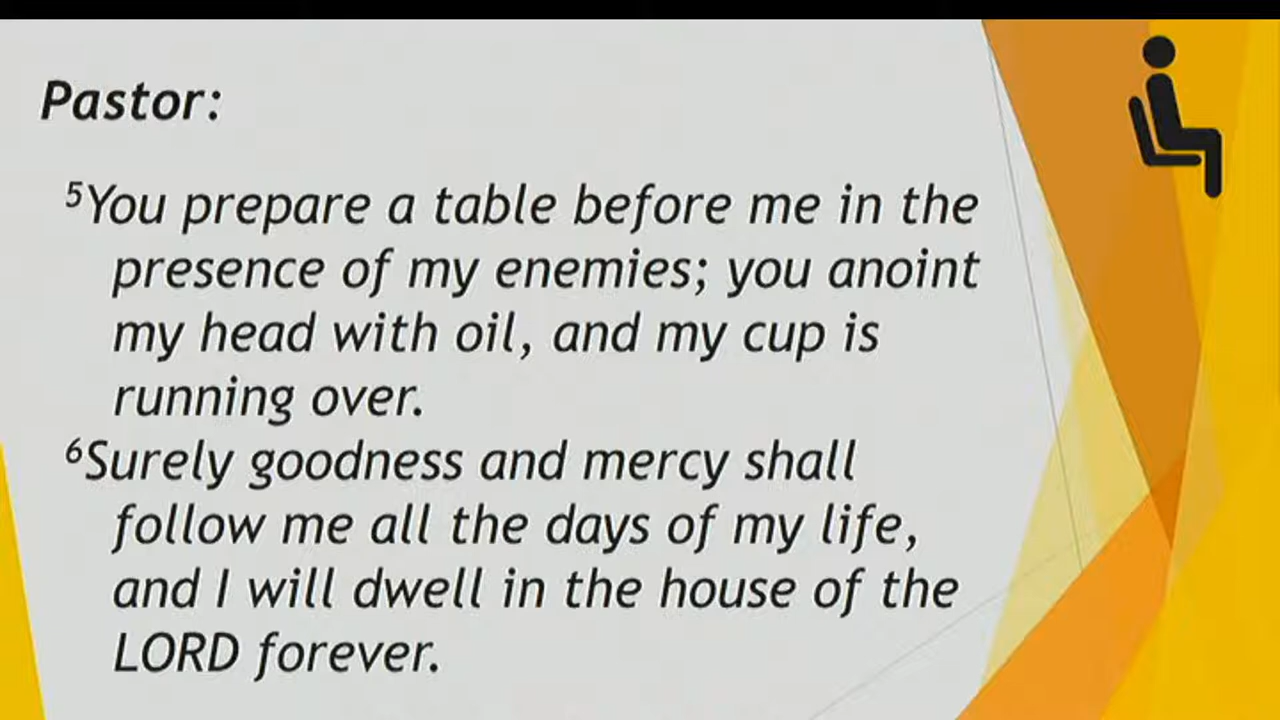 Pastor:
⁵You prepare a table before me in the
presence of my enemies; you anoint
my head with oil, and my cup is
running over.
⁶Surely goodness and mercy shall
follow me all the days of my life,
and I will dwell in the house of the
LORD forever.